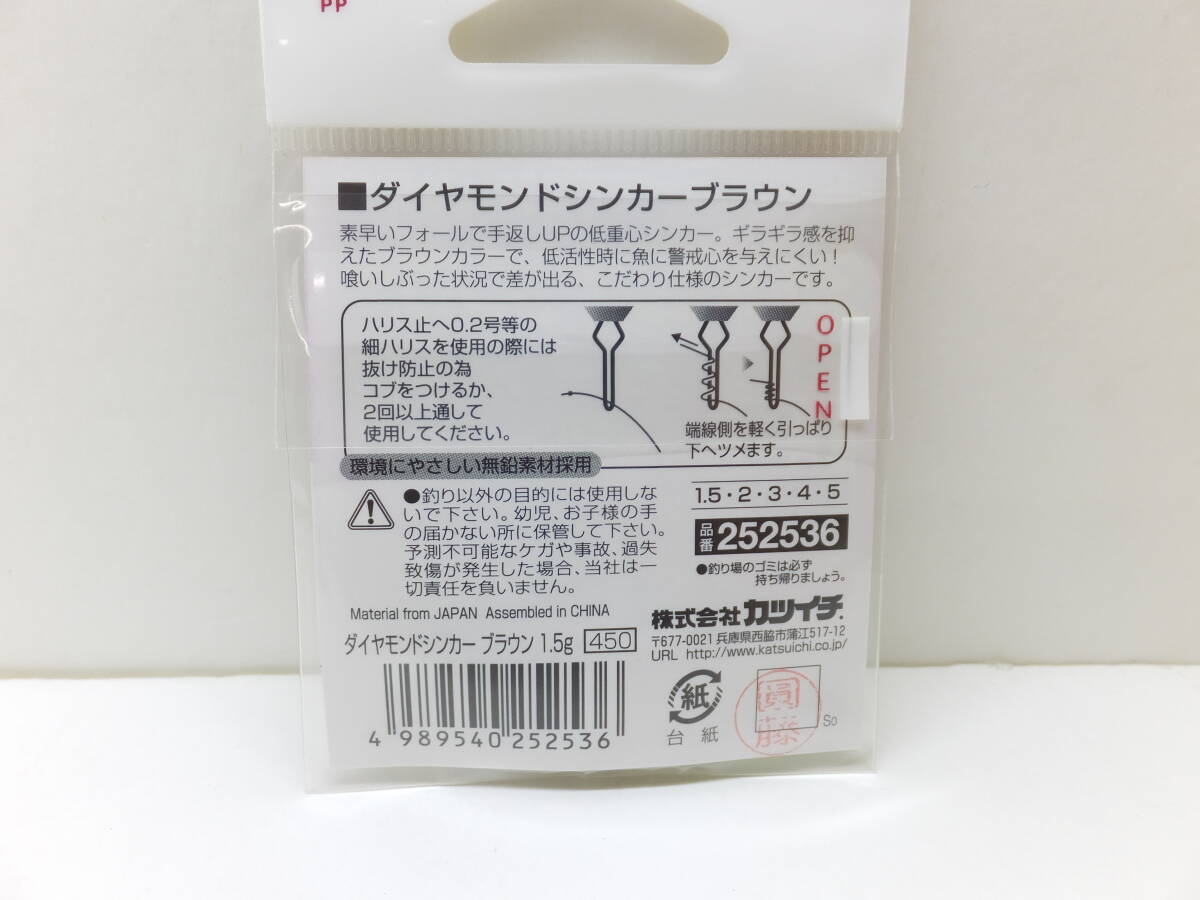 PP
■ダイヤモンドシンカーブラウン
素早いフォールで手返しUPの低重心シンカー。ギラギラ感を抑
えたブラウンカラーで、低活性時に魚に警戒心を与えにくい!
喰いしぶった状況で差が出る、こだわり仕様のシンカーです。
ハリス止へ0.2号等の
細ハリスを使用の際には
抜け防止の為
コブをつけるか、
2回以上通して
使用してください。
端線側を軽く引っぱり
下へツメます。
OPEN
環境にやさしい無鉛素材採用
●釣り以外の目的には使用しな
いで下さい。幼児、お子様の手
の届かない所に保管して下さい。
予測不可能なケガや事故、過失
致傷が発生した場合、当社は一
切責任を負いません。
1.5・2・3・4・5
品番 252536
●釣り場のゴミは必ず
持ち帰りましょう。
Material from JAPAN Assembled in CHINA
ダイヤモンドシンカー ブラウン 1.5g 450
4 989540 252536
株式会社 カツイチ
〒677-0021 兵庫県西脇市蒲江517-12
URL http://www.katsuichi.co.jp/
紙
台紙
So